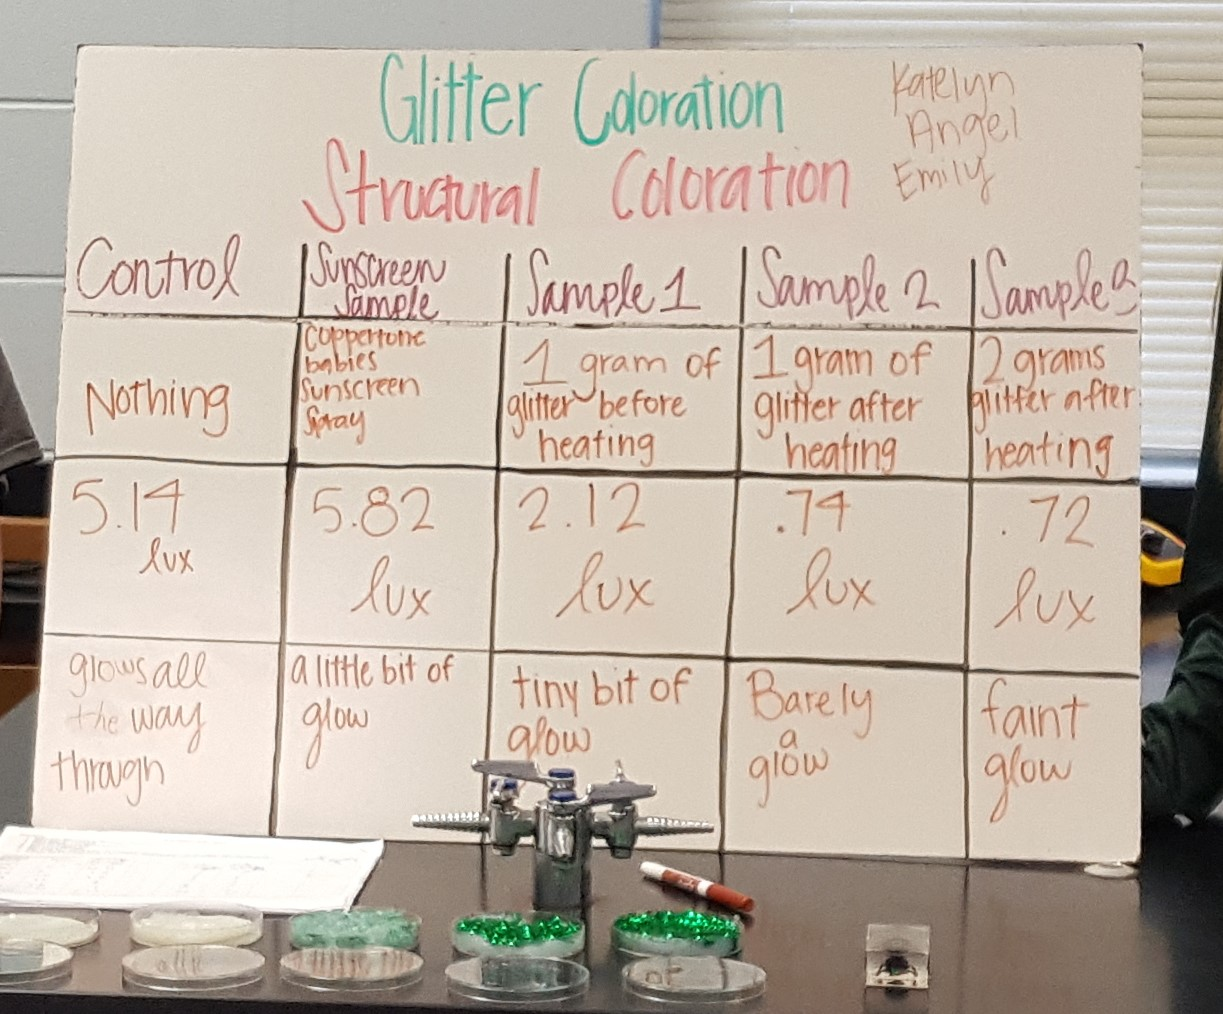 Glitter Coloration
Structural Coloration
Katelyn
Angel
Emily
Control
Sunscreen
Sample
Sample 1
Sample 2
Sample 3
Nothing
Coppertone
babies
Sunscreen
Spray
1 gram of
glitter before
heating
1 gram of
glitter after
heating
2 grams
glitter after
heating
5.14
lux
5.82
lux
2.12
lux
.74
lux
.72
lux
glows all
the way
through
a little bit of
glow
tiny bit of
glow
Barely
a
glow
faint
glow